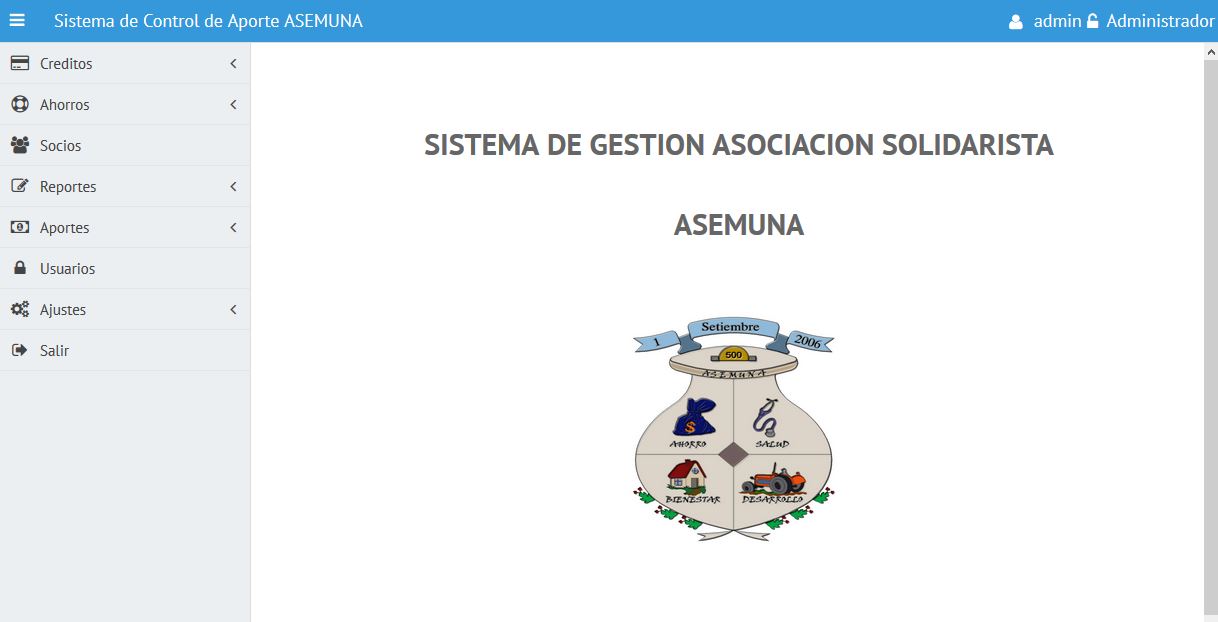 Sistema de Control de Aporte ASEMUNA
admin Administrador
Creditos
Ahorros
Socios
Reportes
Aportes
Usuarios
Ajustes
Salir
SISTEMA DE GESTION ASOCIACION SOLIDARISTA
ASEMUNA
1 Setiembre 2006
500
ASEMUNA
$
AHORRO SALUD
BIENESTAR DESARROLLO